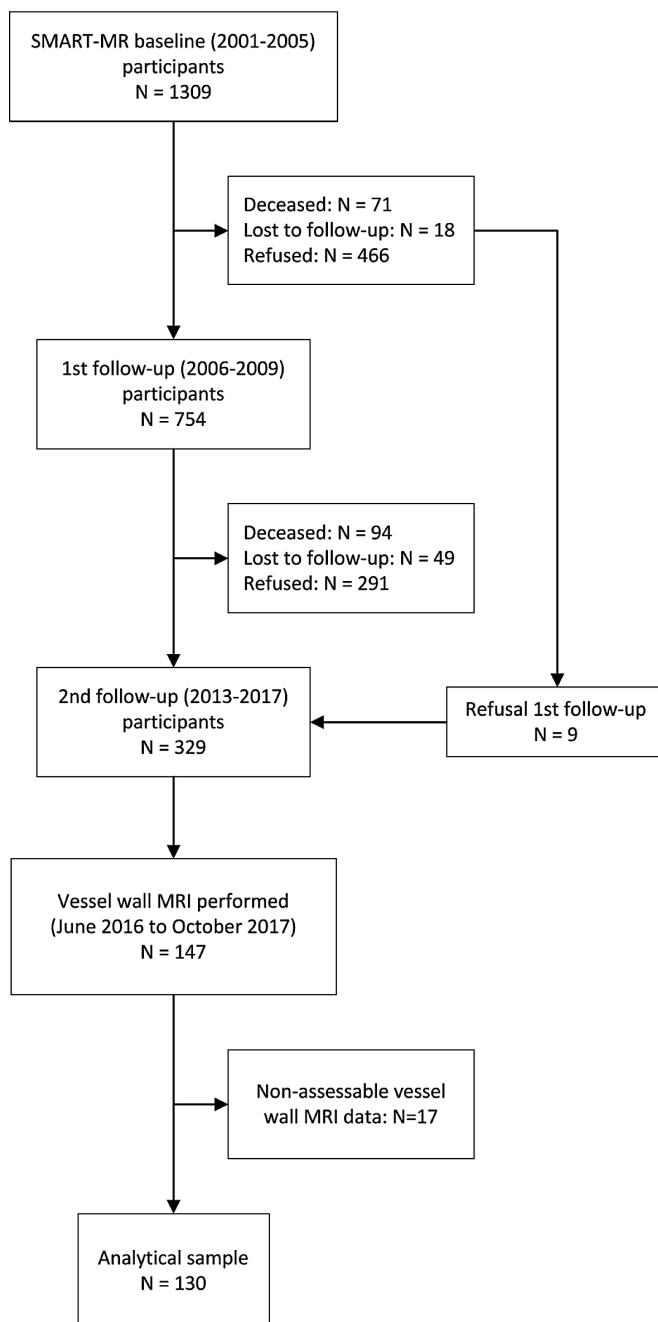 SMART-MR baseline (2001-2005)
participants
N = 1309
Deceased: N = 71
Lost to follow-up: N = 18
Refused: N = 466
1st follow-up (2006-2009)
participants
N = 754
Deceased: N = 94
Lost to follow-up: N = 49
Refused: N = 291
2nd follow-up (2013-2017)
participants
N = 329
Refusal 1st follow-up
N = 9
Vessel wall MRI performed
(June 2016 to October 2017)
N = 147
Non-assessable vessel
wall MRI data: N=17
Analytical sample
N = 130